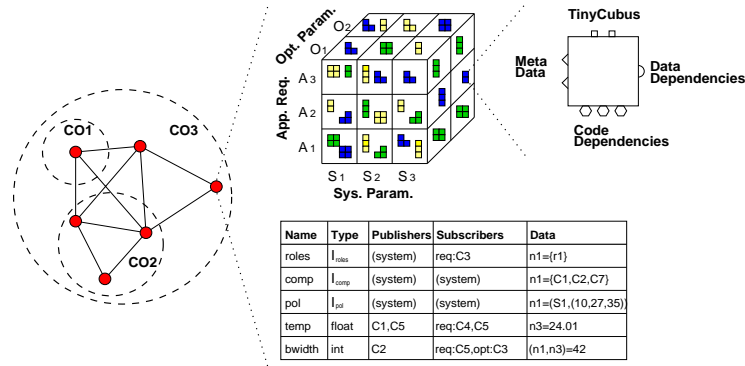 CO1
CO3
CO2
Opt. Param.
O2
O1
App. Req.
A3
A2
A1
S1 S2 S3
Sys. Param.
TinyCubus
Meta
Data
Data
Dependencies
Code
Dependencies
Name Type Publishers Subscribers Data
roles I roles (system) req:C3 n1={r1}
comp I comp (system) (system) n1={C1,C2,C7}
pol I pol (system) (system) n1=(S1,(10,27,35))
temp float C1,C5 req:C4,C5 n3=24.01
bwidth int C2 req:C5,opt:C3 (n1,n3)=42